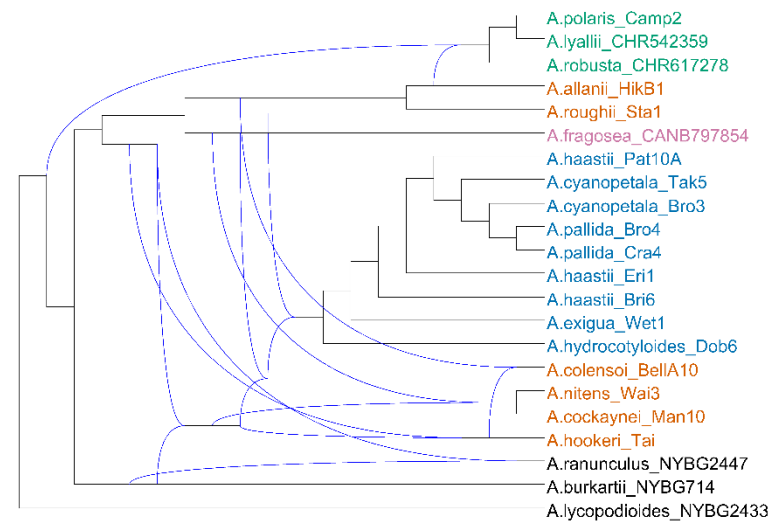 A.polaris_Camp2
A.lyallii_CHR542359
A.robusta_CHR617278
A.allanii_HikB1
A.roughii_Sta1
A.fragosea_CANB797854
A.haastii_Pat10A
A.cyanopetala_Tak5
A.cyanopetala_Bro3
A.pallida_Bro4
A.pallida_Cra4
A.haastii_Eri1
A.haastii_Bri6
A.exigua_Wet1
A.hydrocotyloides_Dob6
A.colensoi_BellA10
A.nitens_Wai3
A.cockaynei_Man10
A.hookeri_Tai
A.ranunculus_NYBG2447
A.burkartii_NYBG714
A.lycopodioides_NYBG2433